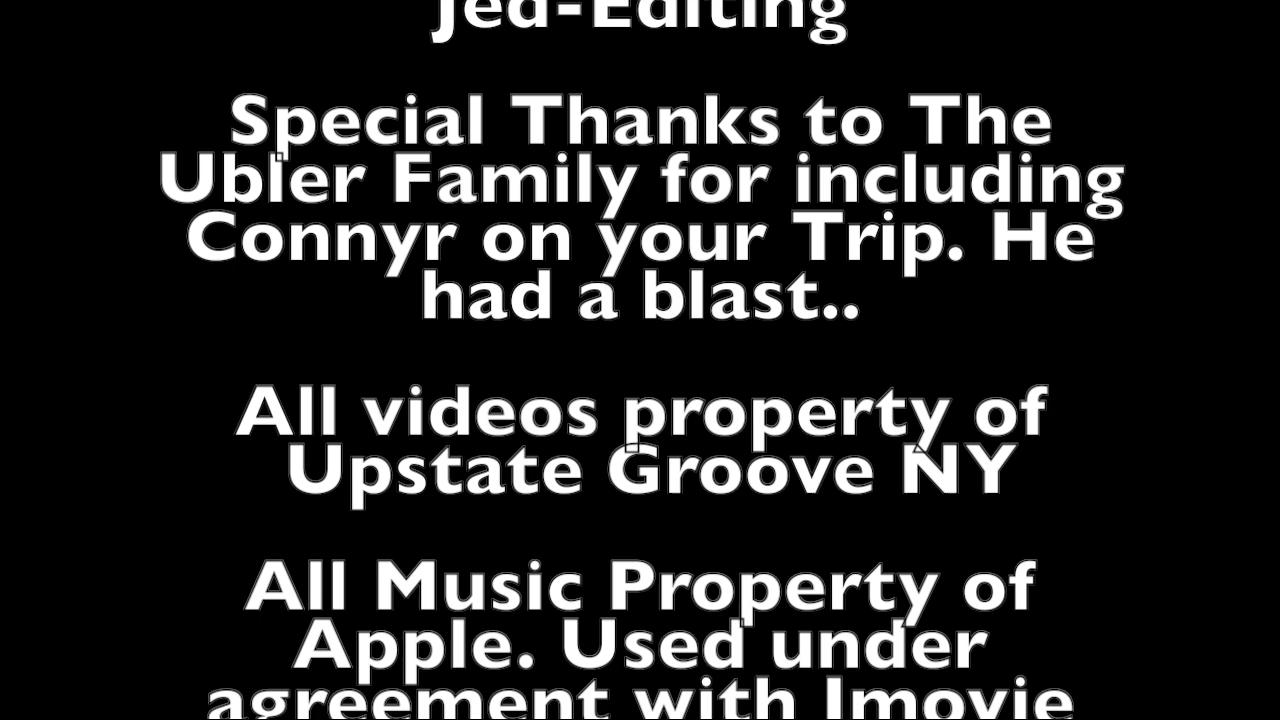 Jed-Editing
Special Thanks to The
Ubler Family for including
Connyr on your Trip. He
had a blast..
All videos property of
Upstate Groove NY
All Music Property of
Apple. Used under
agreement with Imovie